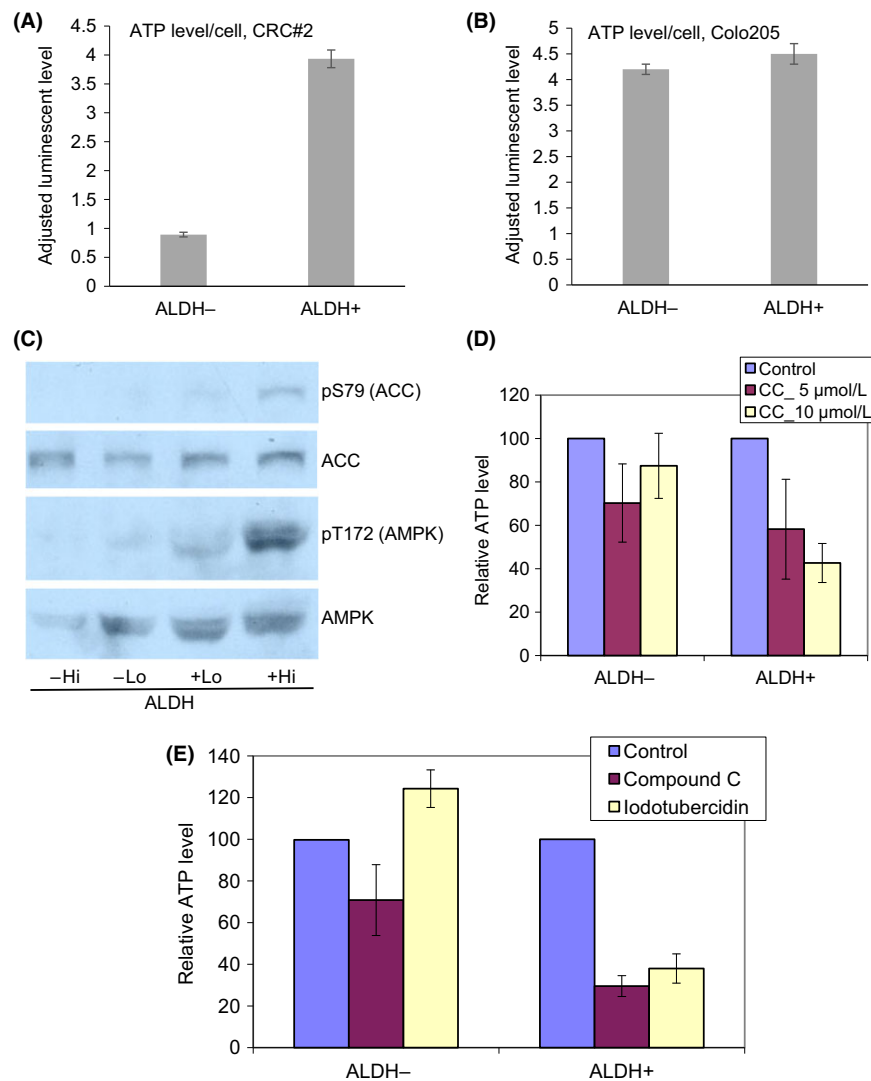 (A)
ATP level/cell, CRC#2
Adjusted luminescent level
4.5
4
3.5
3
2.5
2
1.5
1
0.5
0
ALDH– ALDH+
(B)
ATP level/cell, Colo205
Adjusted luminescent level
5
4.5
4
3.5
3
2.5
2
1.5
1
0.5
0
ALDH– ALDH+
(C)
pS79 (ACC)
ACC
pT172 (AMPK)
AMPK
–Hi –Lo +Lo +Hi
ALDH
(D)
Control
CC_ 5 μmol/L
CC_10 μmol/L
Relative ATP level
120
100
80
60
40
20
0
ALDH– ALDH+
(E)
Control
Compound C
Iodotubercidin
Relative ATP level
140
120
100
80
60
40
20
0
ALDH– ALDH+